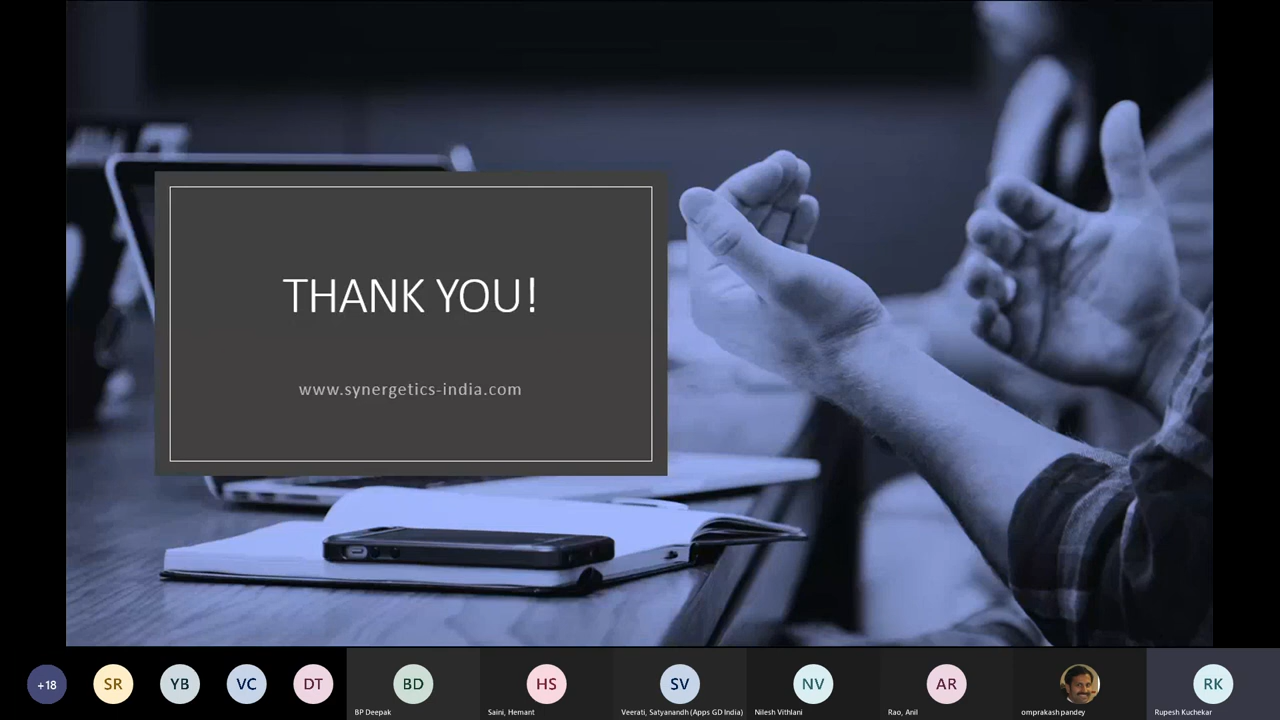 THANK YOU!
www.synergetics-india.com
+18
SR
YB
VC
DT
BD
BP Deepak
HS
Saini, Hemant
SV
Veerati, Satyanandh (Apps GD India)
NV
Nilesh Vithlani
AR
Rao, Anil
omprakash pandey
RK
Rupesh Kuchekar